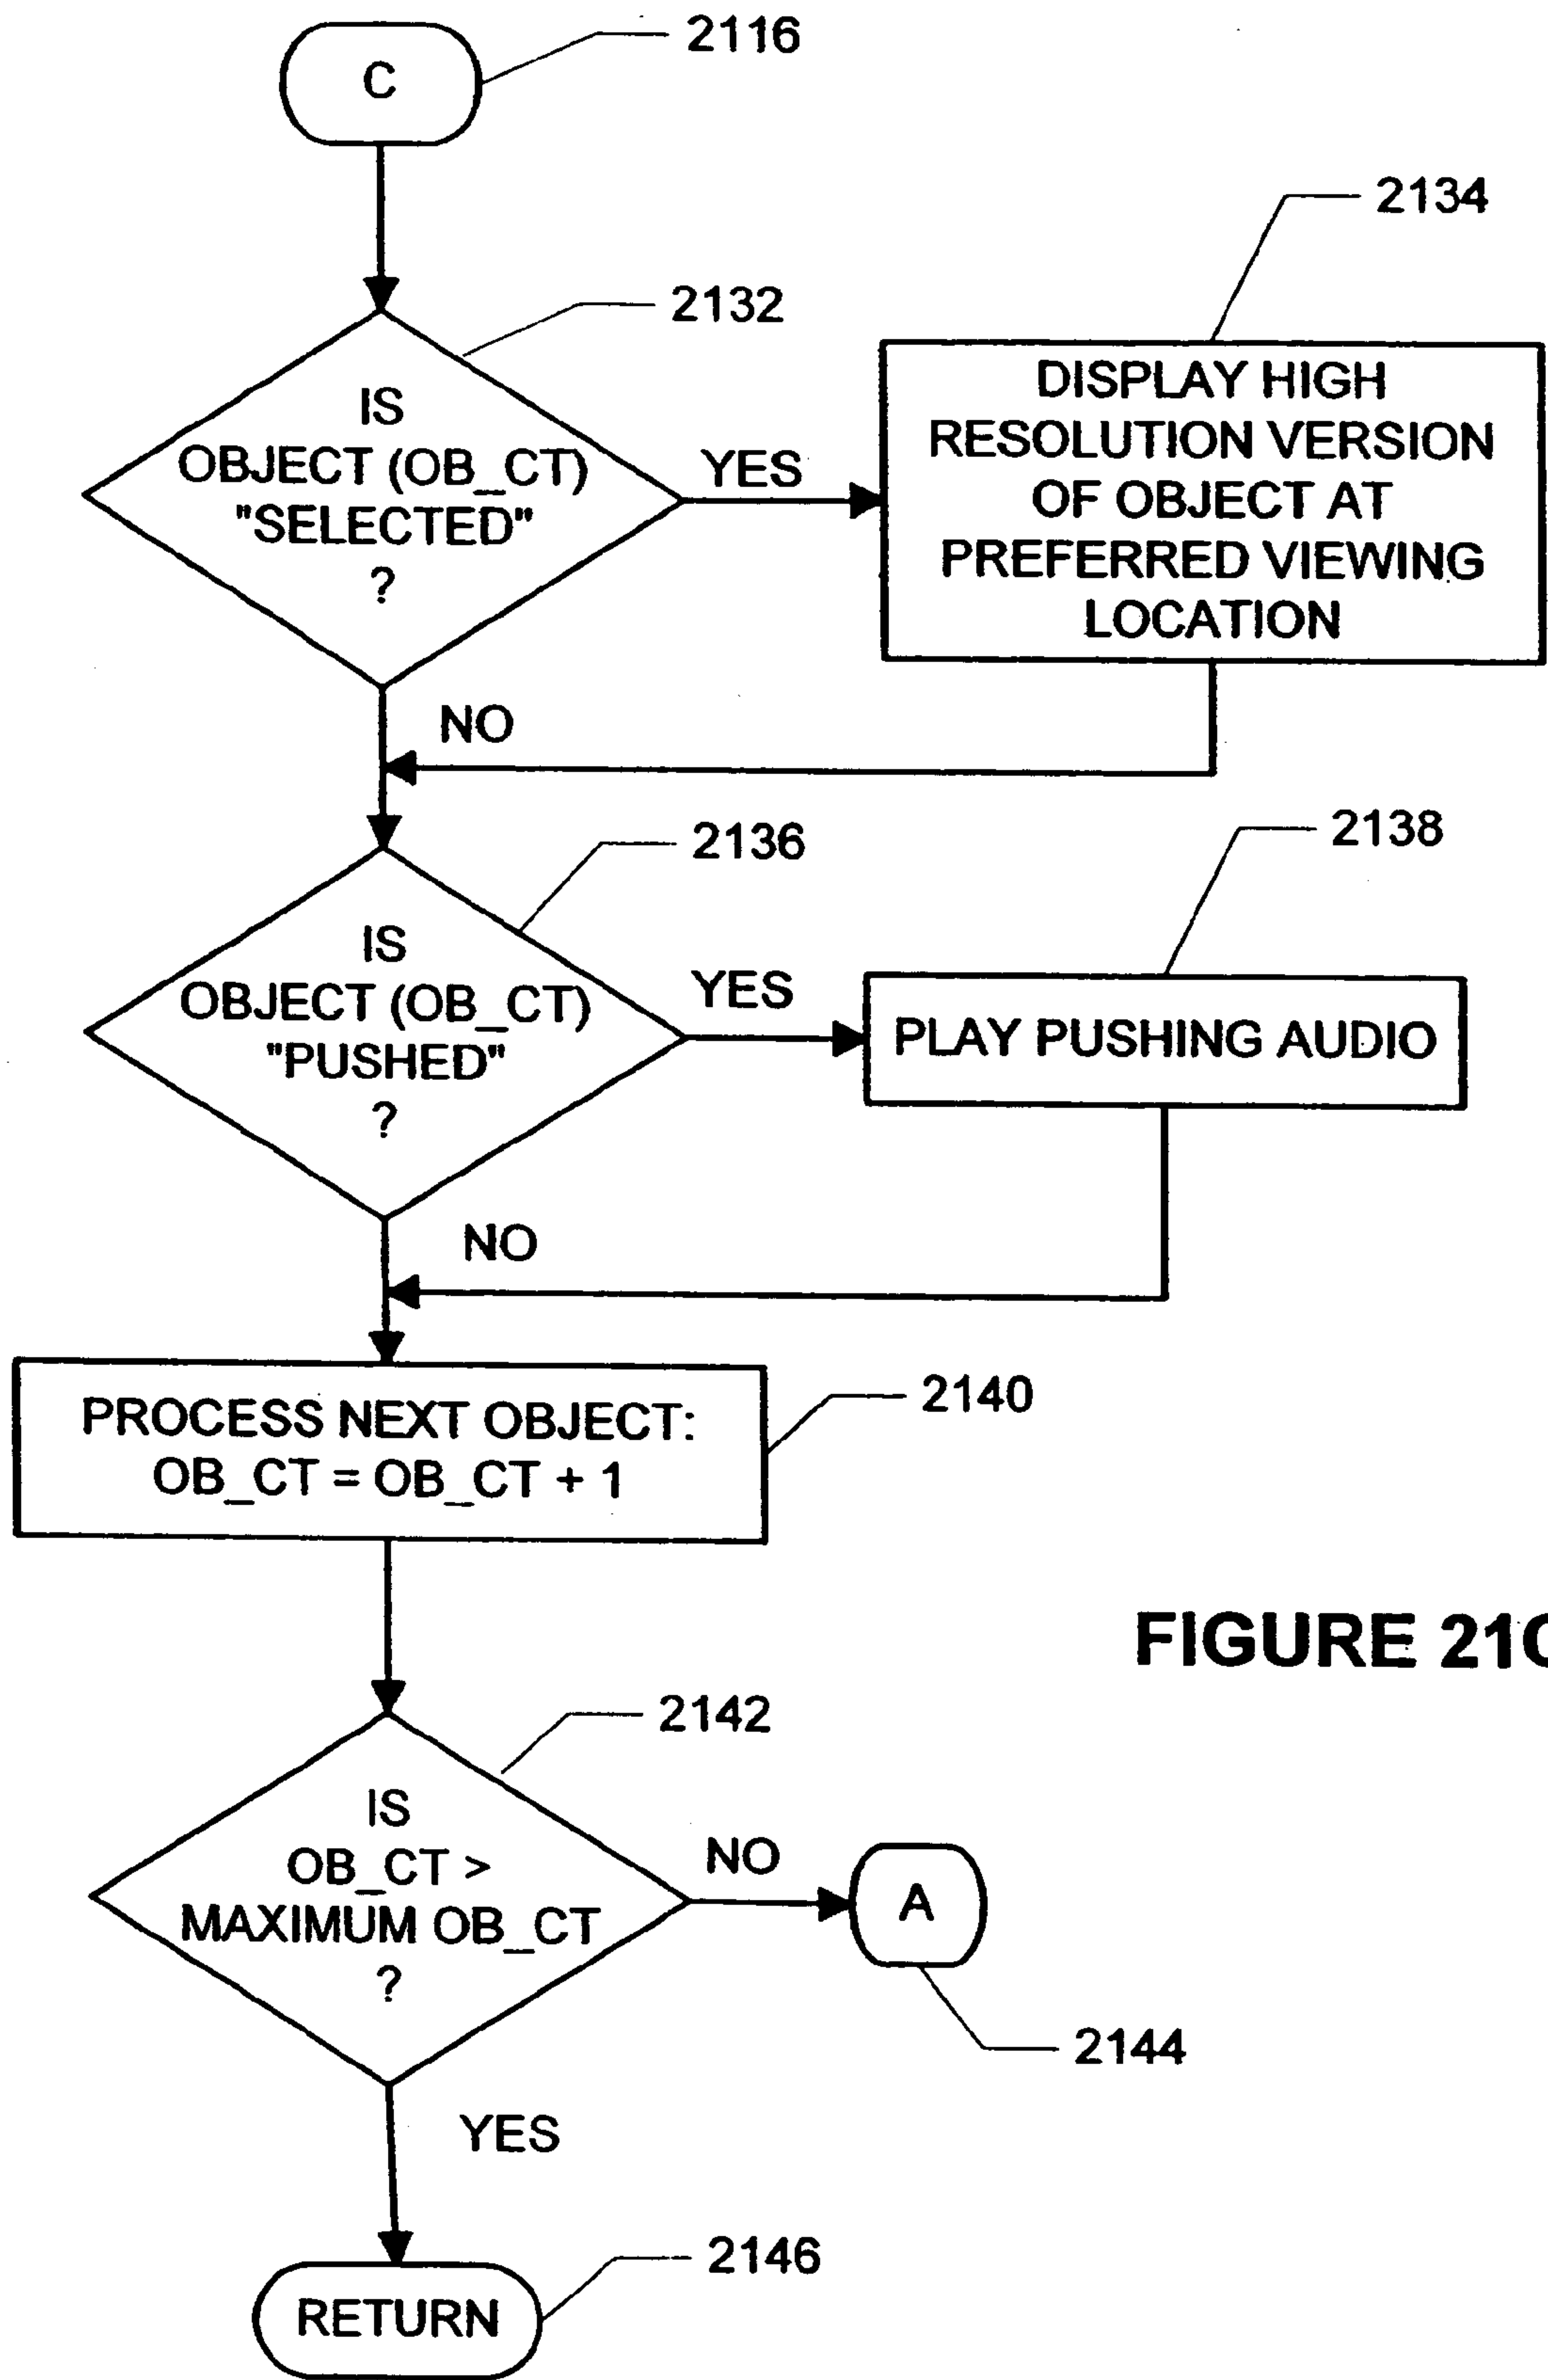 2116
C
2134
2132
IS
OBJECT (OB_CT)
"SELECTED"
?
YES
DISPLAY HIGH
RESOLUTION VERSION
OF OBJECT AT
PREFERRED VIEWING
LOCATION
NO
2136
2138
IS
OBJECT (OB_CT)
"PUSHED"
?
YES
PLAY PUSHING AUDIO
NO
2140
PROCESS NEXT OBJECT:
OB_CT = OB_CT + 1
FIGURE 21C
2142
IS
OB_CT >
MAXIMUM OB_CT
?
NO
A
2144
YES
2146
RETURN